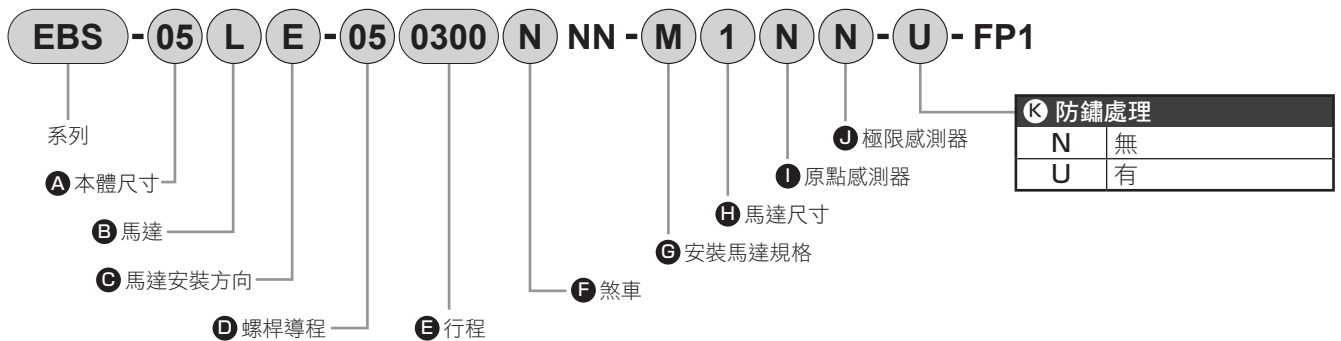 EBS - 05 L E - 05 0300 N NN - M 1 N N - U - FP1
系列
A 本體尺寸
B 馬達
C 馬達安裝方向
D 螺桿導程
E 行程
F 煞車
G 安裝馬達規格
H 馬達尺寸
I 原點感測器
J 極限感測器
K 防鏽處理
N 無
U 有